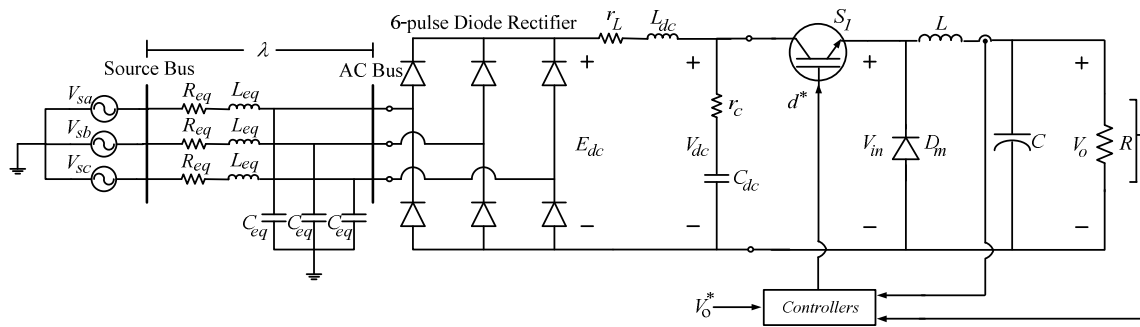 6-pulse Diode Rectifier
r_L
L_dc
S_1
L
λ
Source Bus
AC Bus
V_sa
R_eq
L_eq
V_sb
R_eq
L_eq
V_sc
R_eq
L_eq
C_eq
C_eq
C_eq
+
E_dc
−
+
V_dc
−
r_c
C_dc
d*
+
V_in
−
D_m
C
+
V_o
−
R
V_o*
Controllers